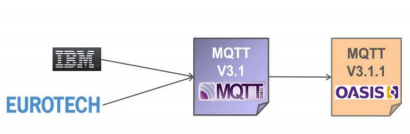 IBM
EUROTECH
MQTT
V3.1
MQTT
MQTT
V3.1.1
OASIS